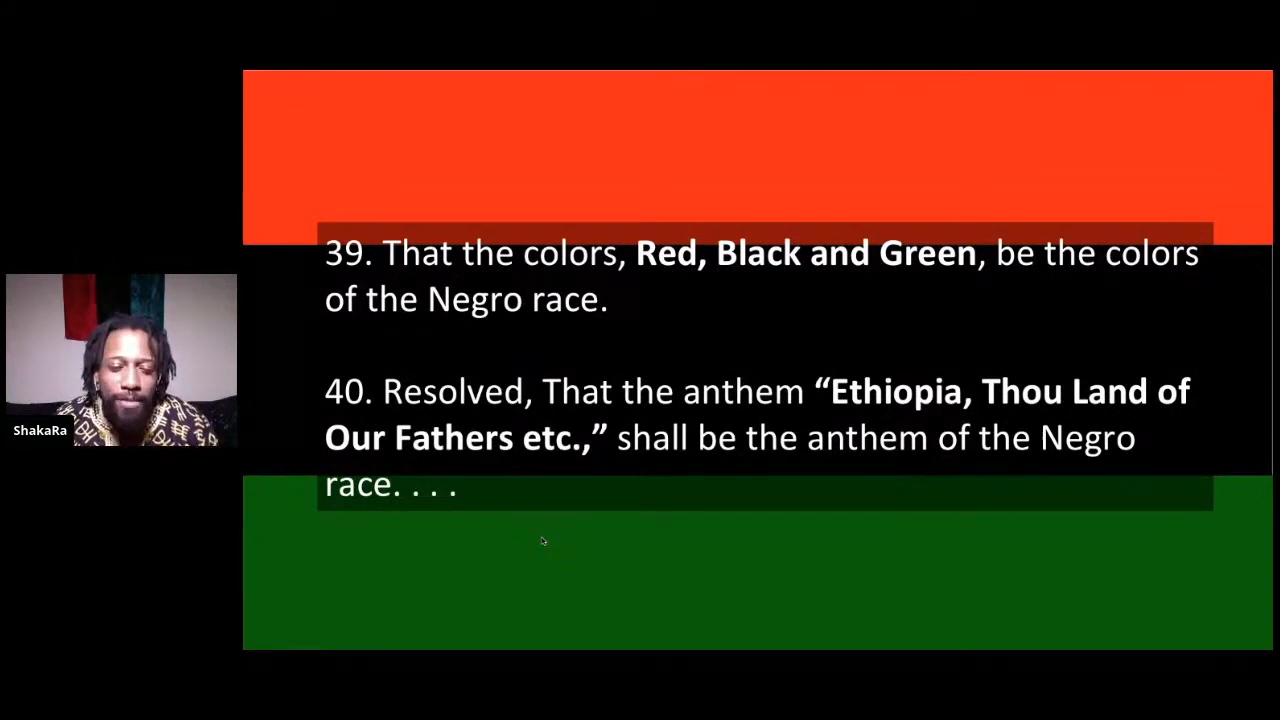 39. That the colors, Red, Black and Green, be the colors
of the Negro race.
40. Resolved, That the anthem “Ethiopia, Thou Land of
Our Fathers etc.,” shall be the anthem of the Negro
race. . . .
ShakaRa